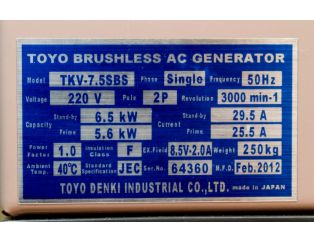 TOYO BRUSHLESS AC GENERATOR
Model TKV-7.5SBS Phase Single Frequency 50Hz
Voltage 220 V Pole 2P Revolution 3000 min-1
Capacity Stand-by 6.5 kW Current Stand-by 29.5 A
Prime 5.6 kW Prime 25.5 A
Power Factor 1.0 Insulation Class F EX.Field 8.5V-2.0A Weight 250kg
Ambient Temp. 40°C Standard Specification JEC Ser.No. 64360 M.F.D. Feb.2012
TOYO DENKI INDUSTRIAL CO.,LTD. made in JAPAN